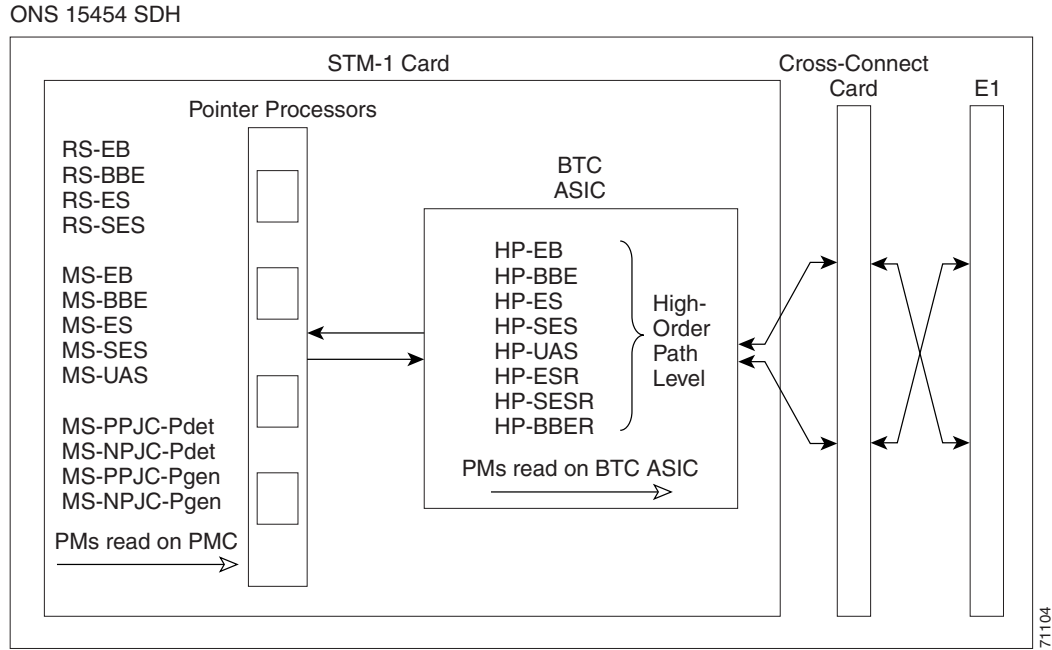 ONS 15454 SDH
STM-1 Card
Cross-Connect
Card
E1
Pointer Processors
RS-EB
RS-BBE
RS-ES
RS-SES
MS-EB
MS-BBE
MS-ES
MS-SES
MS-UAS
MS-PPJC-Pdet
MS-NPJC-Pdet
MS-PPJC-Pgen
MS-NPJC-Pgen
PMs read on PMC
BTC
ASIC
HP-EB
HP-BBE
HP-ES
HP-SES
HP-UAS
HP-ESR
HP-SESR
HP-BBER
High-
Order
Path
Level
PMs read on BTC ASIC
71104